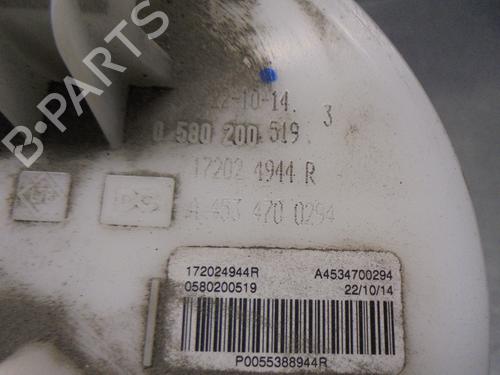 22-10-14. 3
0 580 200 519
17202 4944 R
A 453 470 0294
172024944R A4534700294
0580200519 22/10/14
P0055388944R
B-PARTS